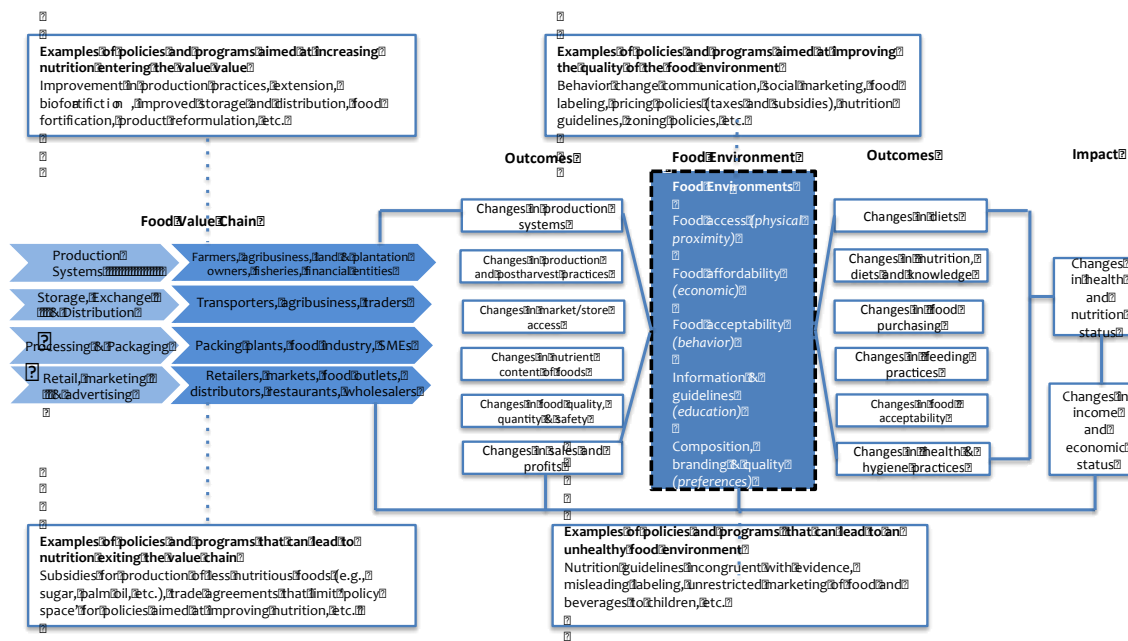 Examples of policies and programs aimed at increasing
nutrition entering the value value
Improvement in production practices, extension,
biofortifiction , improved storage and distribution, food
fortification, product reformulation, etc.
Examples of policies and programs aimed at improving
the quality of the food environment
Behavior change communication, social marketing, food
labeling, pricing policies (taxes and subsidies), nutrition
guidelines, zoning policies, etc.
Outcomes
Food Environment
Outcomes
Impact
Food Value Chain
Production
Systems
Farmers, agribusiness, land & plantation
owners, fisheries, financial entities
Storage, Exchange
& Distribution
Transporters, agribusiness, traders
Processing & Packaging
Packing plants, food industry, SMEs
Retail, marketing
& advertising
Retailers, markets, food outlets,
distributors, restaurants, wholesalers
Changes in production
systems
Changes in production
and postharvest practices
Changes in market/store
access
Changes in nutrient
content of foods
Changes in food quality,
quantity & safety
Changes in sales and
profits
Food Environments
Food access (physical
proximity)
Food affordability
(economic)
Food acceptability
(behavior)
Information &
guidelines
(education)
Composition,
branding & quality
(preferences)
Changes in diets
Changes in nutrition,
diets and knowledge
Changes in food
purchasing
Changes in feeding
practices
Changes in food
acceptability
Changes in health &
hygiene practices
Changes
in health
and
nutrition
status
Changes in
income
and
economic
status
Examples of policies and programs that can lead to
nutrition exiting the value chain
Subsidies for production of less nutritious foods (e.g.,
sugar, palm oil, etc.), trade agreements that limit policy
space for policies aimed at improving nutrition, etc.
Examples of policies and programs that can lead to an
unhealthy food environment
Nutrition guidelines incongruent with evidence,
misleading labeling, unrestricted marketing of food and
beverages to children, etc.